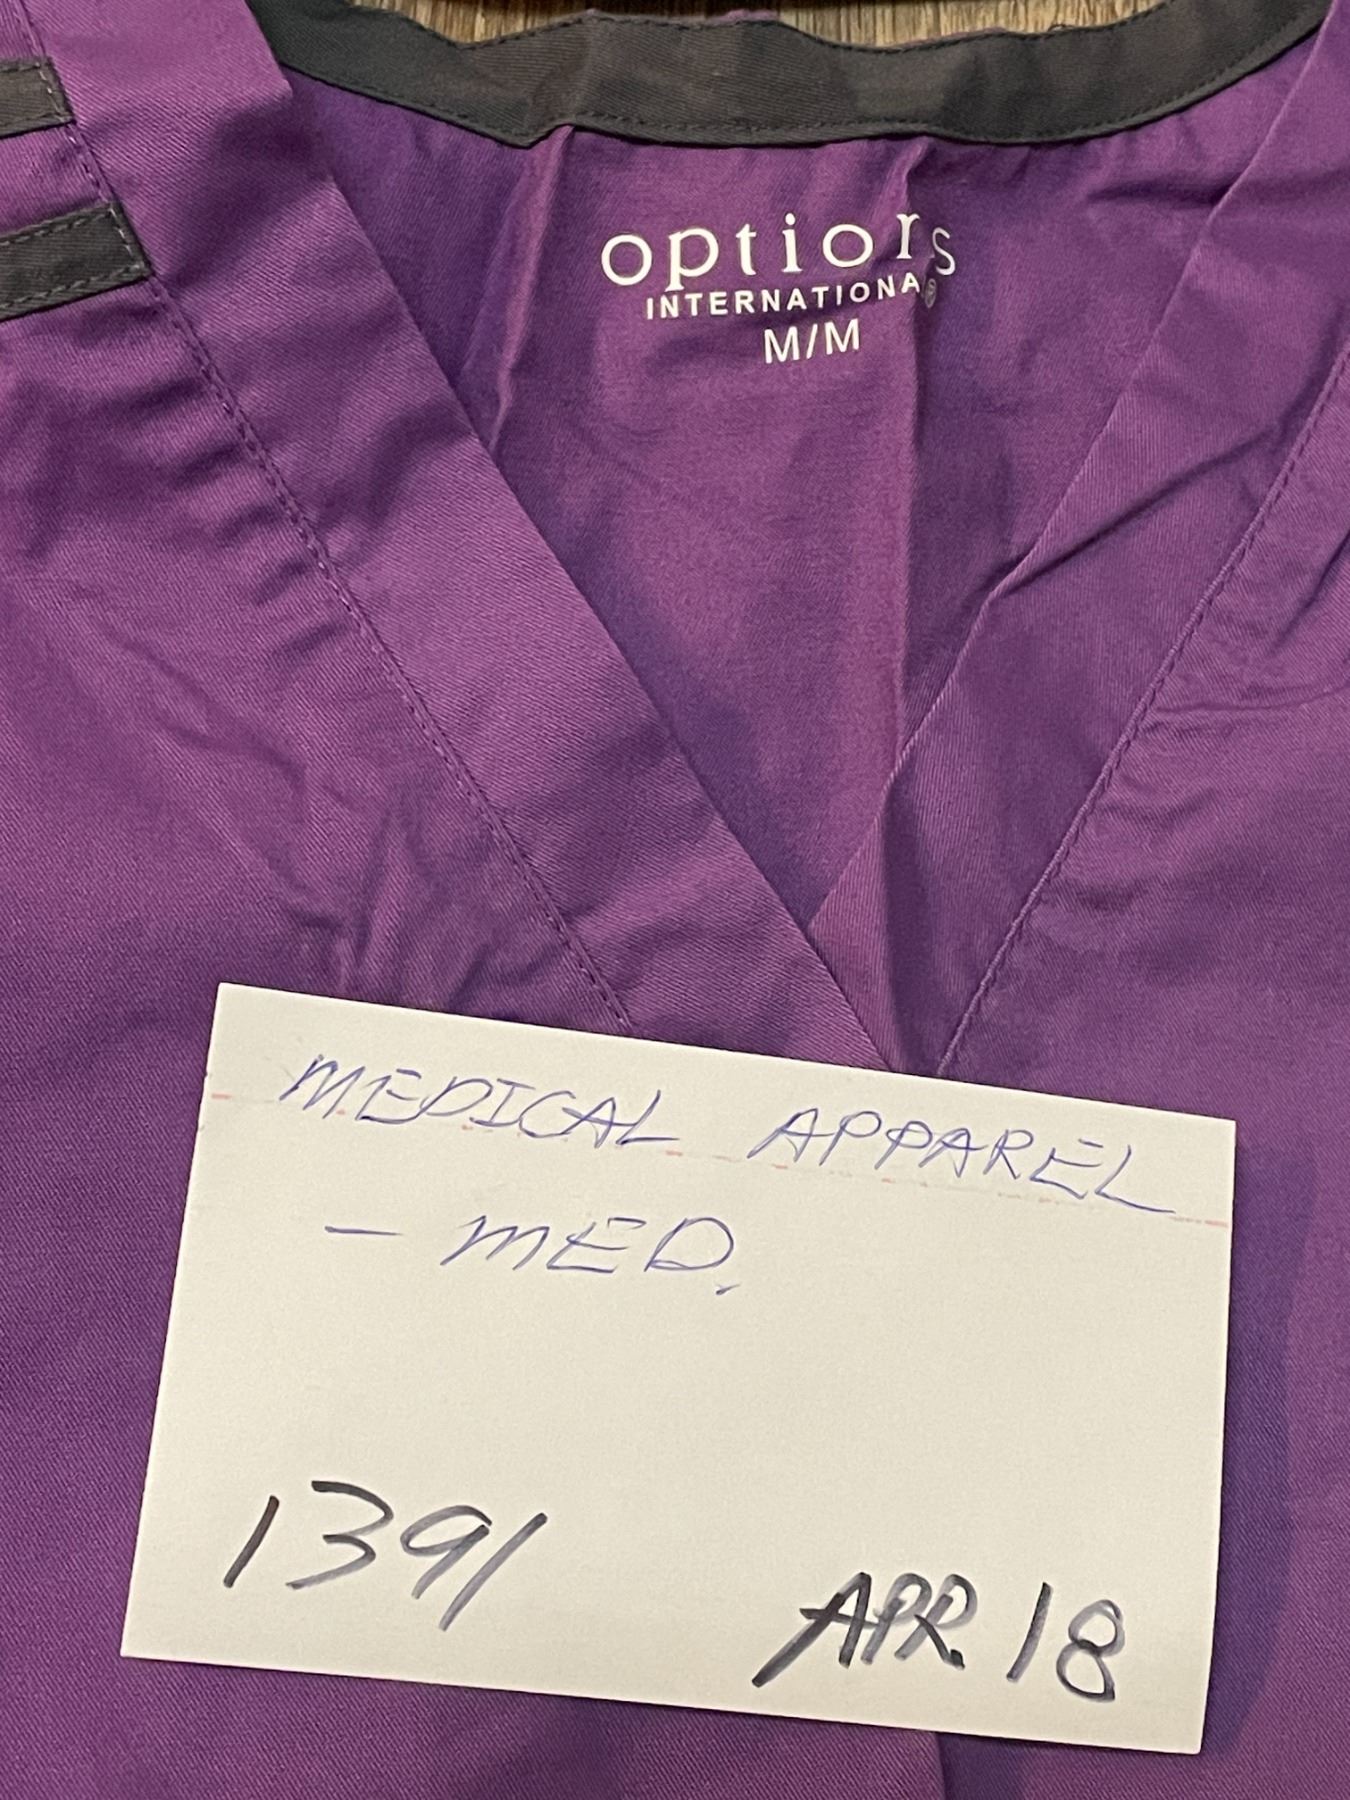 options
INTERNATIONAL®
M/M
MEDICAL APPAREL
- MED.
1391
APR. 18